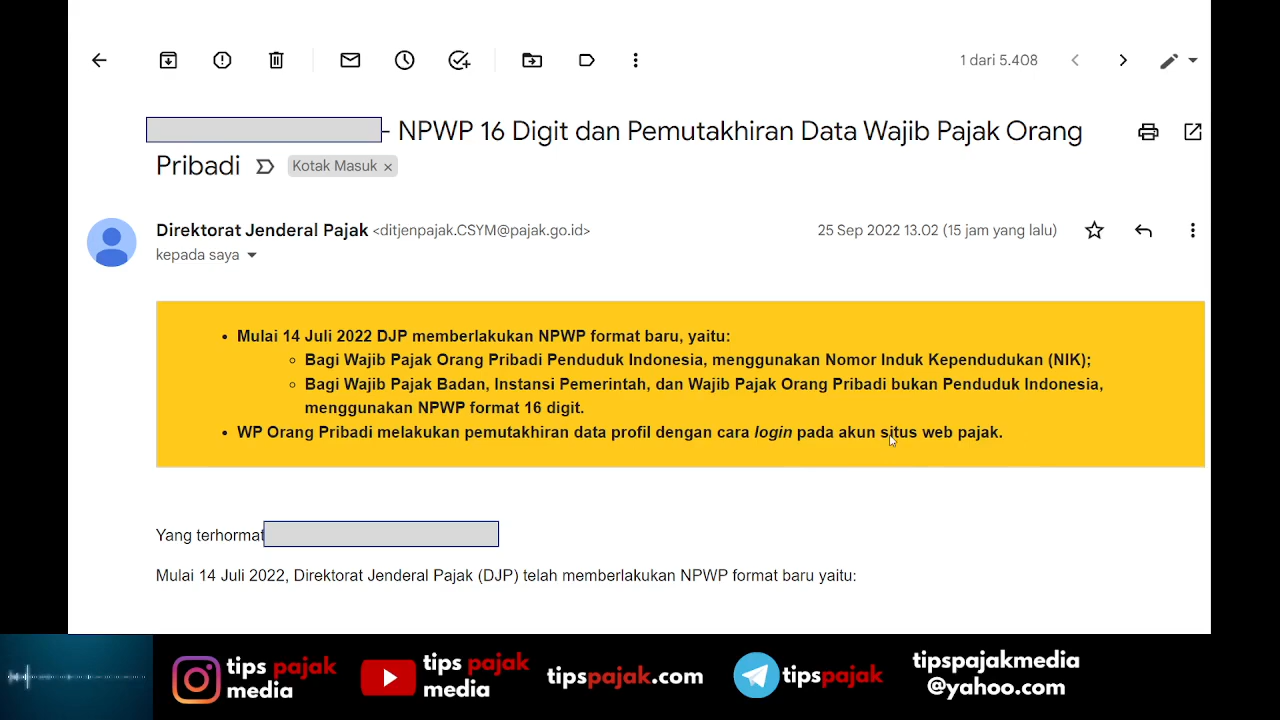 1 dari 5.408
- NPWP 16 Digit dan Pemutakhiran Data Wajib Pajak Orang
Pribadi Kotak Masuk ×
Direktorat Jenderal Pajak <ditjenpajak.CSYM@pajak.go.id> 25 Sep 2022 13.02 (15 jam yang lalu)
kepada saya
• Mulai 14 Juli 2022 DJP memberlakukan NPWP format baru, yaitu:
◦ Bagi Wajib Pajak Orang Pribadi Penduduk Indonesia, menggunakan Nomor Induk Kependudukan (NIK);
◦ Bagi Wajib Pajak Badan, Instansi Pemerintah, dan Wajib Pajak Orang Pribadi bukan Penduduk Indonesia,
menggunakan NPWP format 16 digit.
• WP Orang Pribadi melakukan pemutakhiran data profil dengan cara login pada akun situs web pajak.
Yang terhormat
Mulai 14 Juli 2022, Direktorat Jenderal Pajak (DJP) telah memberlakukan NPWP format baru yaitu:
tips pajak
media
tips pajak
media
tipspajak.com
tipspajak
tipspajakmedia
@yahoo.com